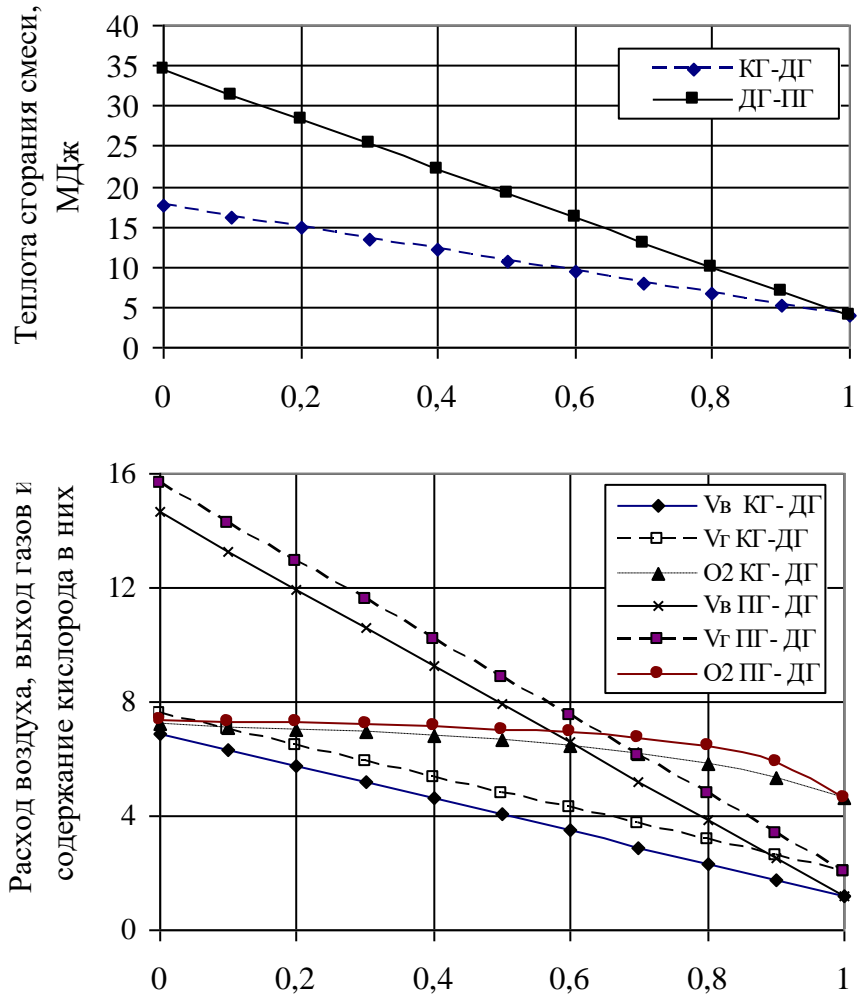 Теплота сгорания смеси,
МДж
40
35
30
25
20
15
10
5
0
КГ-ДГ
ДГ-ПГ
0
0,2
0,4
0,6
0,8
1
Расход воздуха, выход газов и
содержание кислорода в них
16
12
8
4
0
Vв КГ- ДГ
Vг КГ-ДГ
O2 КГ- ДГ
Vв ПГ- ДГ
Vг ПГ- ДГ
O2 ПГ- ДГ
0
0,2
0,4
0,6
0,8
1